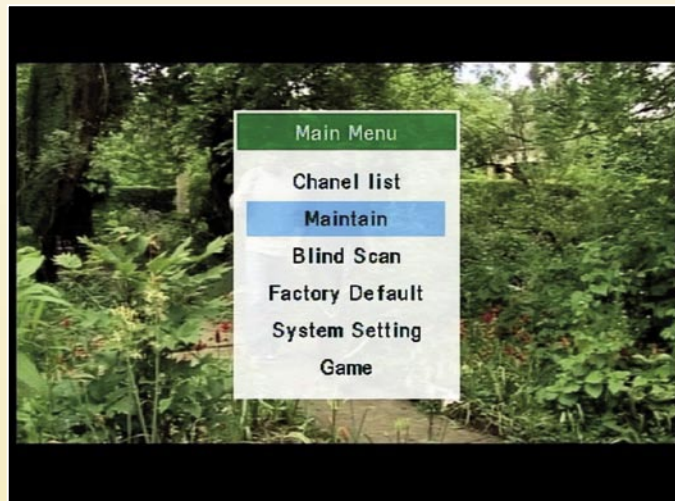 Main Menu
Chanel list
Maintain
Blind Scan
Factory Default
System Setting
Game